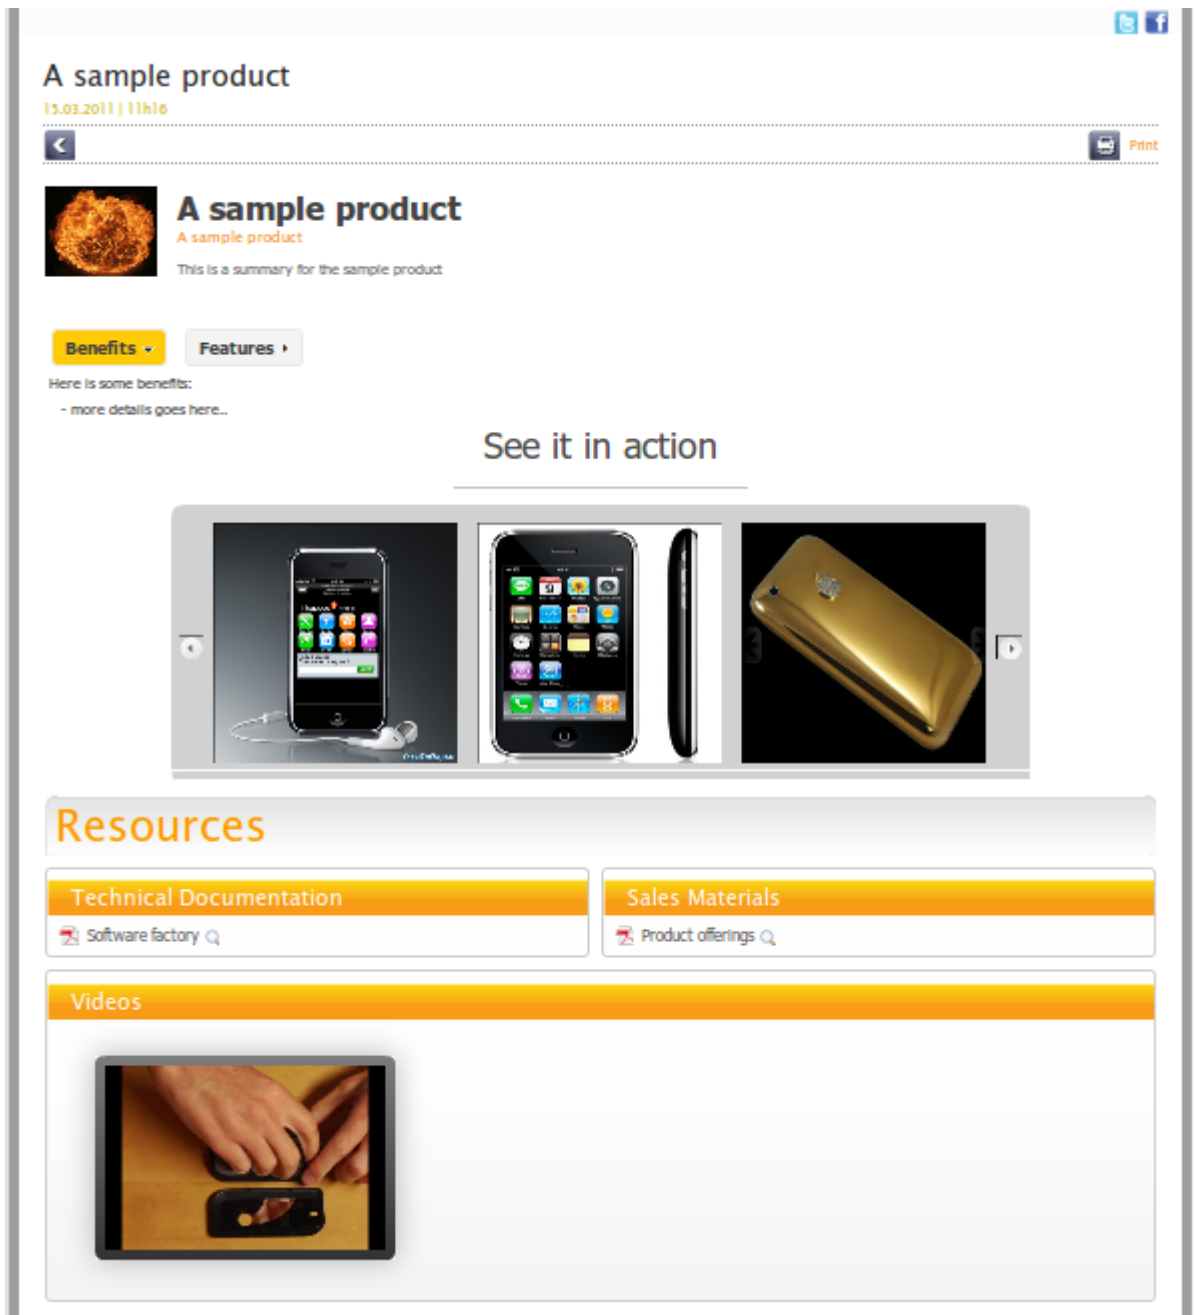 A sample product
15.03.2011 | 11h16
Print
A sample product
A sample product
This is a summary for the sample product
Benefits
Features
Here is some benefits:
- more details goes here..
See it in action
Resources
Technical Documentation
Sales Materials
Software factory
Product offerings
Videos